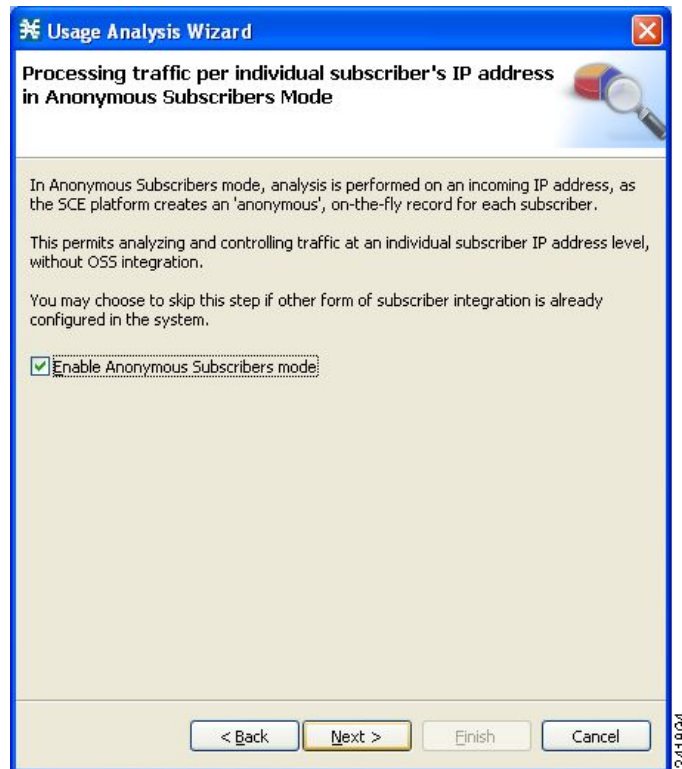 Usage Analysis Wizard
Processing traffic per individual subscriber's IP address
in Anonymous Subscribers Mode
In Anonymous Subscribers mode, analysis is performed on an incoming IP address, as
the SCE platform creates an 'anonymous', on-the-fly record for each subscriber.
This permits analyzing and controlling traffic at an individual subscriber IP address level,
without OSS integration.
You may choose to skip this step if other form of subscriber integration is already
configured in the system.
Enable Anonymous Subscribers mode
< Back Next > Finish Cancel